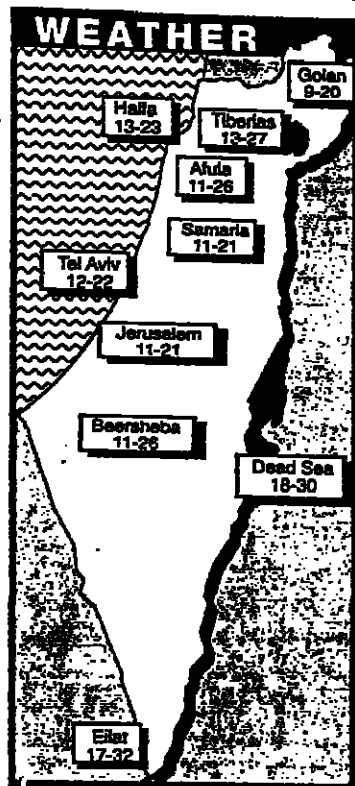 WEATHER
Golan
9-20
Haifa
13-23
Tiberias
13-27
Afula
11-26
Samaria
11-21
Tel Aviv
12-22
Jerusalem
11-21
Beersheba
11-26
Dead Sea
18-30
Eilat
17-32